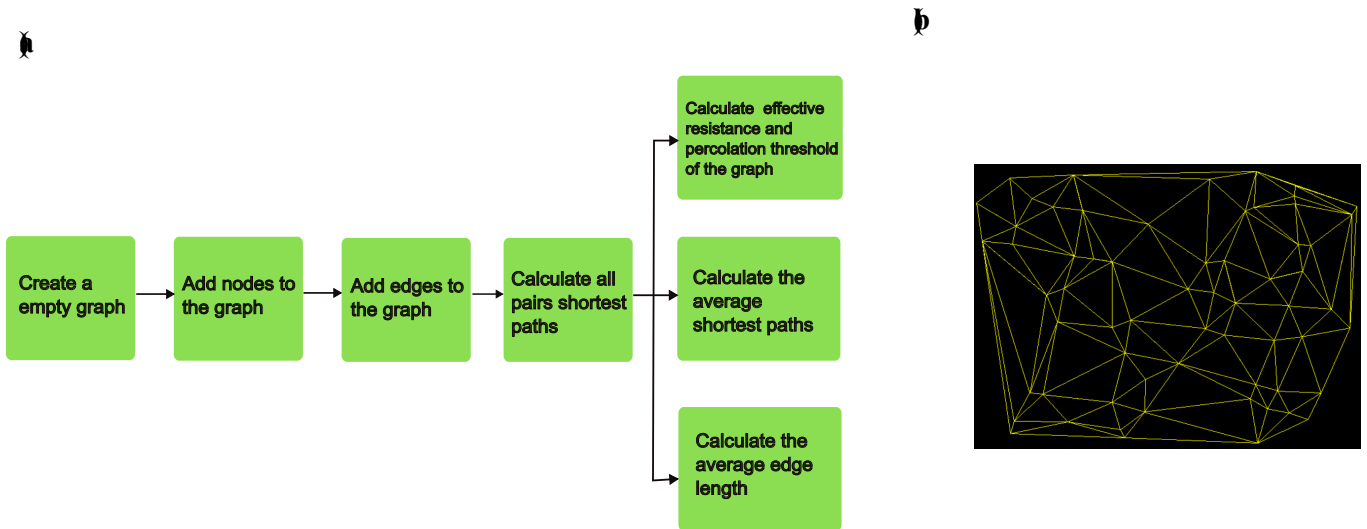 (a)
(b)
Calculate effective
resistance and
percolation threshold
of the graph
Create a
empty graph
Add nodes to
the graph
Add edges to
the graph
Calculate all
pairs shortest
paths
Calculate the
average
shortest paths
Calculate the
average edge
length